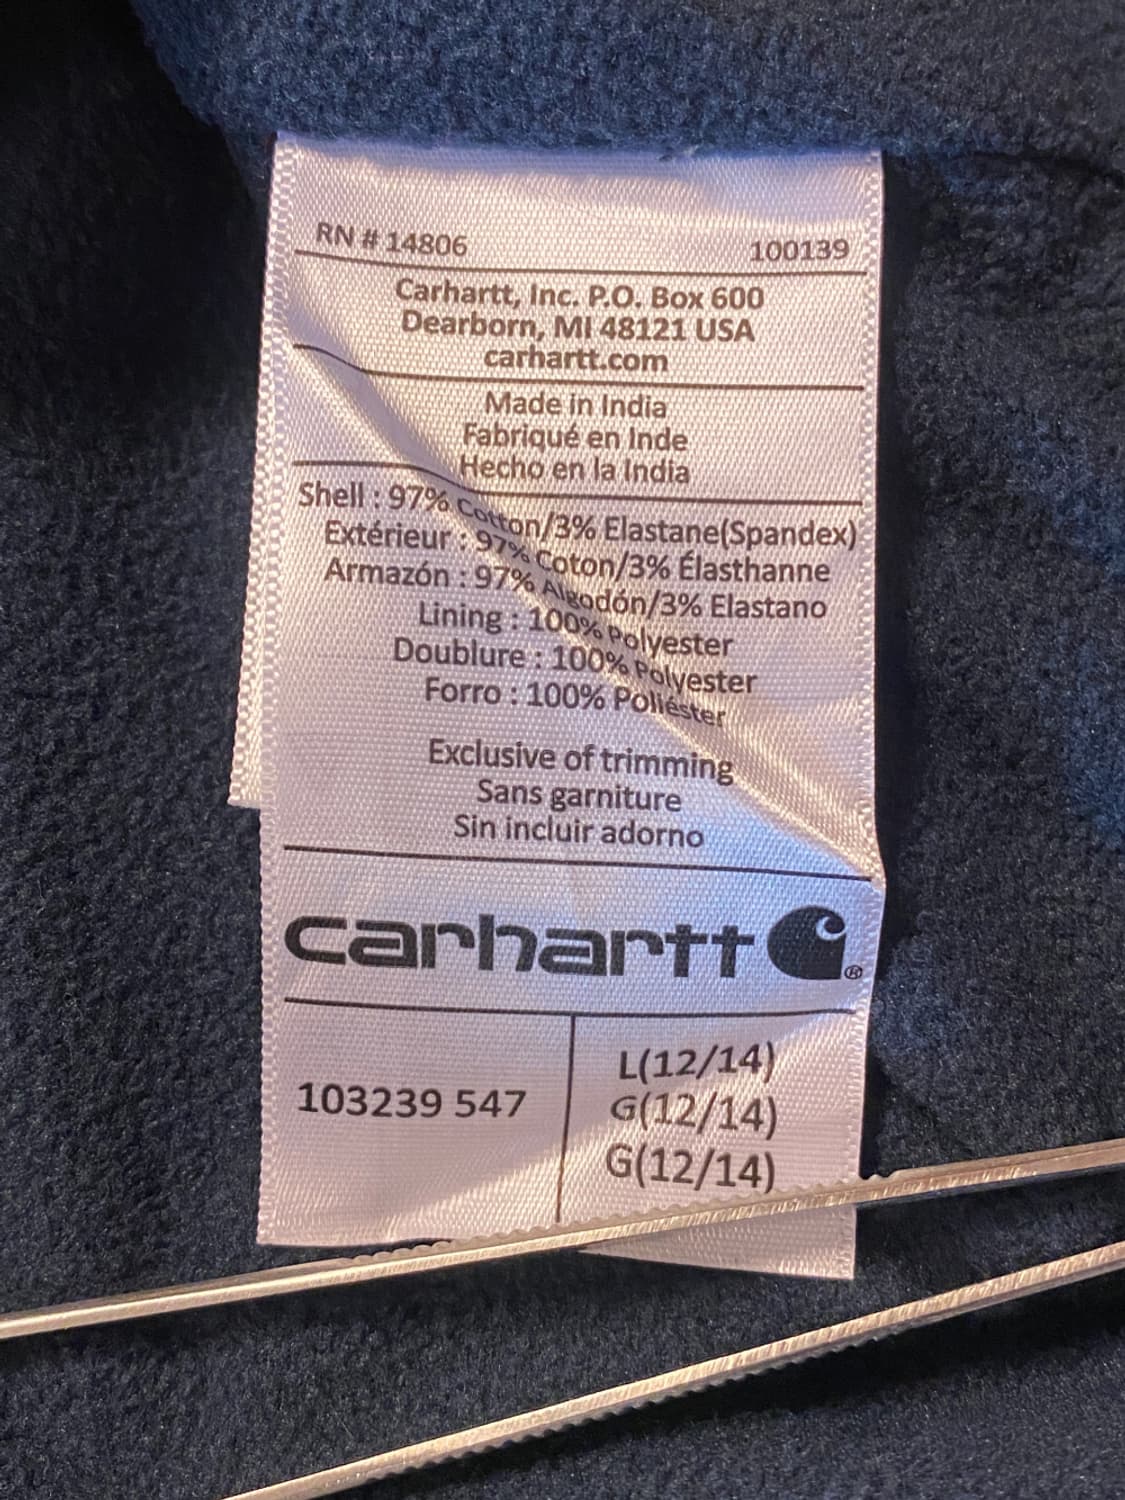 RN # 14806 100139
Carhartt, Inc. P.O. Box 600
Dearborn, MI 48121 USA
carhartt.com
Made in India
Fabriqué en Inde
Hecho en la India
Shell : 97% Cotton/3% Elastane(Spandex)
Extérieur : 97% Coton/3% Élasthanne
Armazón : 97% Algodón/3% Elastano
Lining : 100% Polyester
Doublure : 100% Polyester
Forro : 100% Poliéster
Exclusive of trimming
Sans garniture
Sin incluir adorno
carhartt ®
103239 547
L(12/14)
G(12/14)
G(12/14)